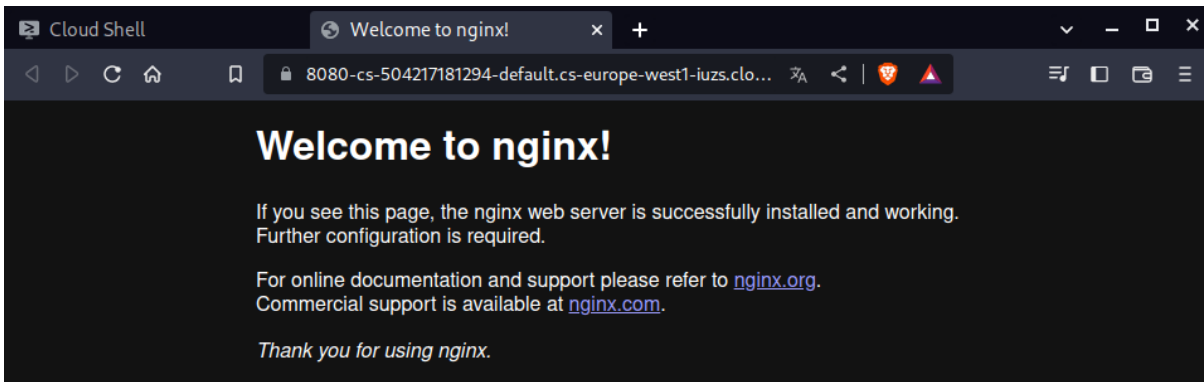 Cloud Shell
Welcome to nginx!
8080-cs-504217181294-default.cs-europe-west1-iuzs.clo...
Welcome to nginx!
If you see this page, the nginx web server is successfully installed and working.
Further configuration is required.
For online documentation and support please refer to nginx.org.
Commercial support is available at nginx.com.
Thank you for using nginx.